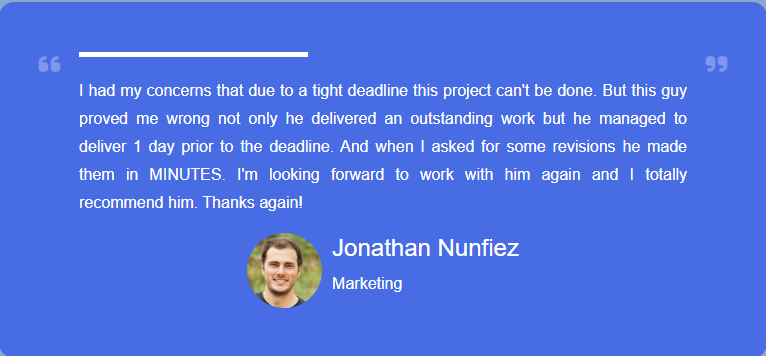 I had my concerns that due to a tight deadline this project can't be done. But this guy
proved me wrong not only he delivered an outstanding work but he managed to
deliver 1 day prior to the deadline. And when I asked for some revisions he made
them in MINUTES. I'm looking forward to work with him again and I totally
recommend him. Thanks again!
Jonathan Nunfiez
Marketing